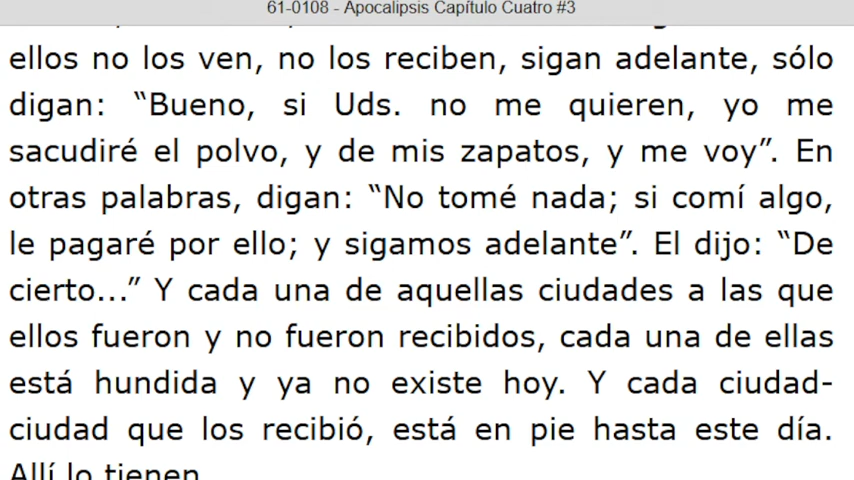 61-0108 - Apocalipsis Capítulo Cuatro #3
ellos no los ven, no los reciben, sigan adelante, sólo
digan: “Bueno, si Uds. no me quieren, yo me
sacudiré el polvo, y de mis zapatos, y me voy”. En
otras palabras, digan: “No tomé nada; si comí algo,
le pagaré por ello; y sigamos adelante”. El dijo: “De
cierto...” Y cada una de aquellas ciudades a las que
ellos fueron y no fueron recibidos, cada una de ellas
está hundida y ya no existe hoy. Y cada ciudad-
ciudad que los recibió, está en pie hasta este día.
Allí lo tienen